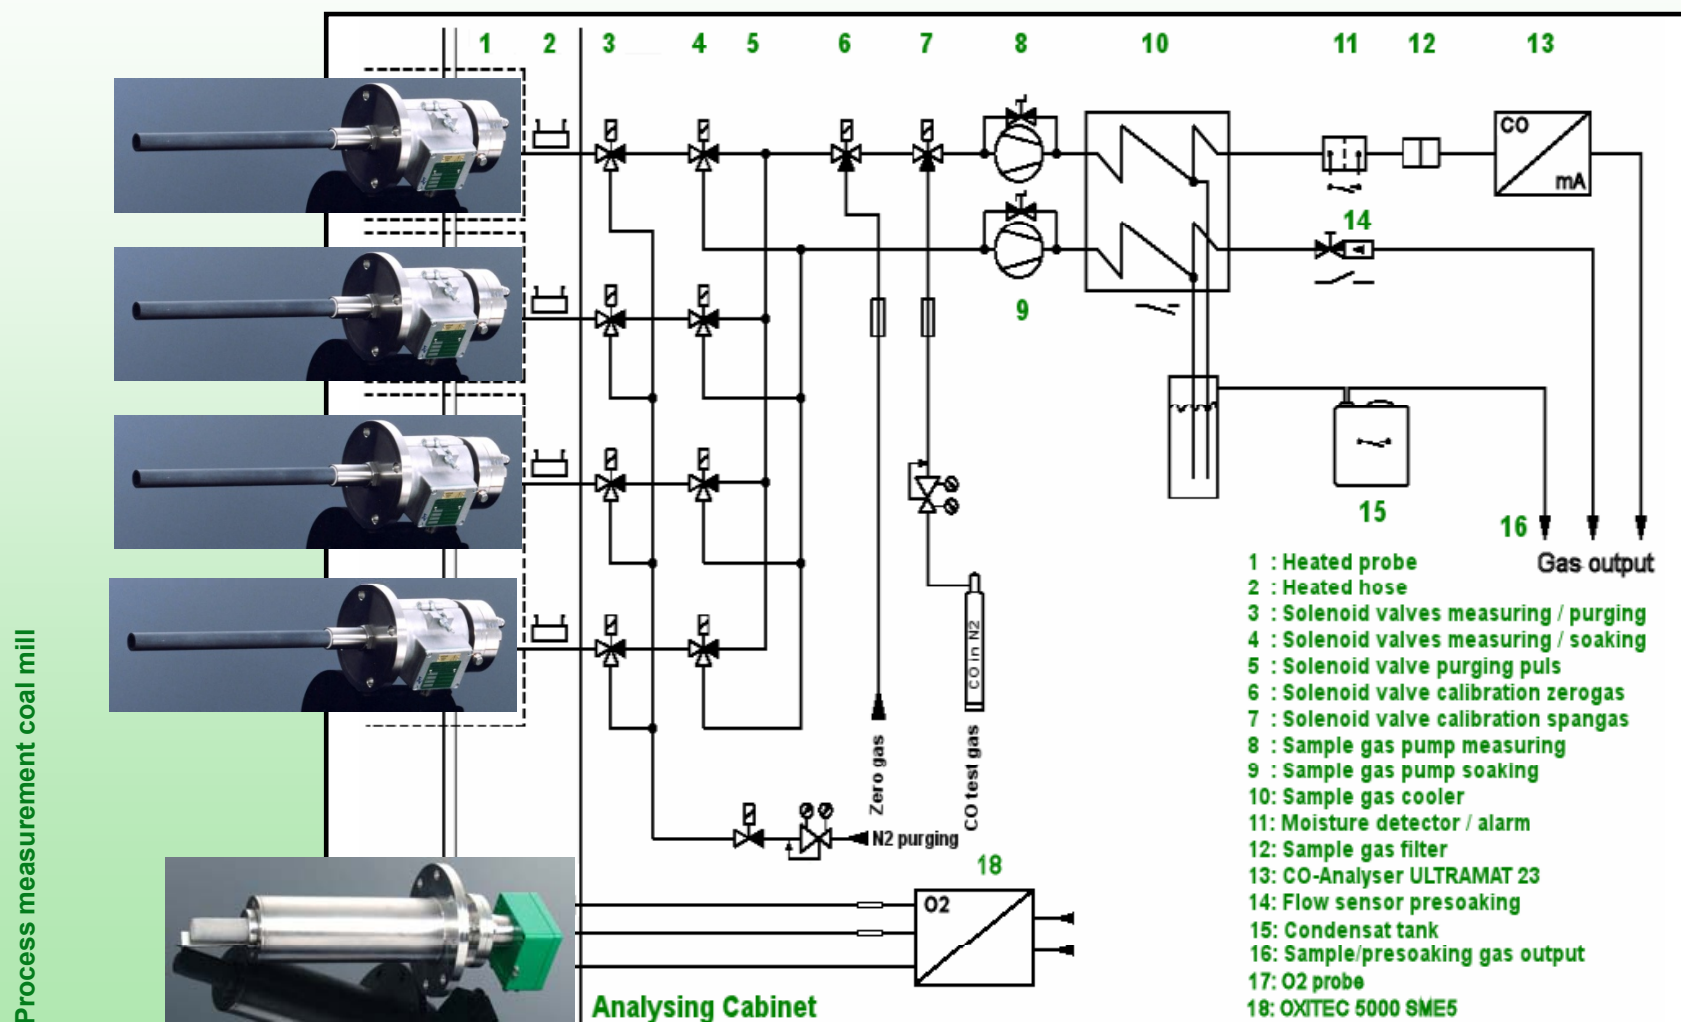 1 2 3 4 5 6 7 8 10 11 12 13
CO
mA
14
9
15
16
Gas output
CO in N2
Zero gas
CO test gas
N2 purging
18
O2
Analysing Cabinet
Process measurement coal mill
1 : Heated probe
2 : Heated hose
3 : Solenoid valves measuring / purging
4 : Solenoid valves measuring / soaking
5 : Solenoid valve purging puls
6 : Solenoid valve calibration zerogas
7 : Solenoid valve calibration spangas
8 : Sample gas pump measuring
9 : Sample gas pump soaking
10: Sample gas cooler
11: Moisture detector / alarm
12: Sample gas filter
13: CO-Analyser ULTRAMAT 23
14: Flow sensor presoaking
15: Condensat tank
16: Sample/presoaking gas output
17: O2 probe
18: OXITEC 5000 SME5